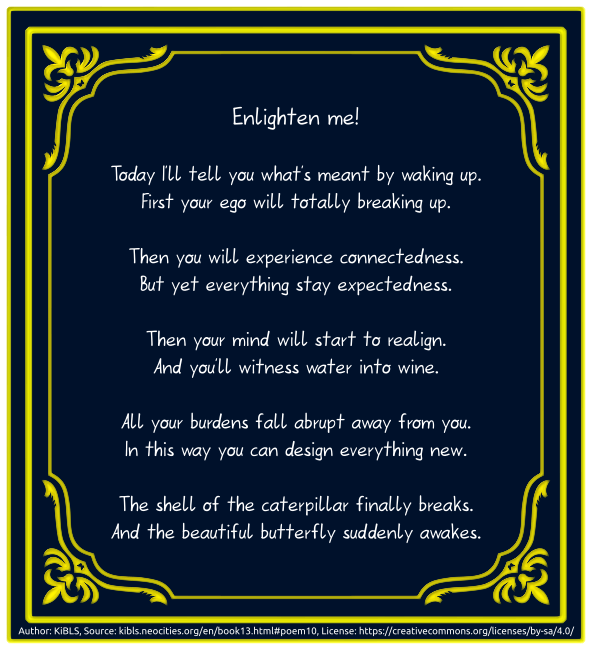 Enlighten me!
Today I'll tell you what's meant by waking up.
First your ego will totally breaking up.
Then you will experience connectedness.
But yet everything stay expectedness.
Then your mind will start to realign.
And you'll witness water into wine.
All your burdens fall abrupt away from you.
In this way you can design everything new.
The shell of the caterpillar finally breaks.
And the beautiful butterfly suddenly awakes.
Author: KiBLS, Source: kibls.neocities.org/en/book13.html#poem10, License: https://creativecommons.org/licenses/by-sa/4.0/